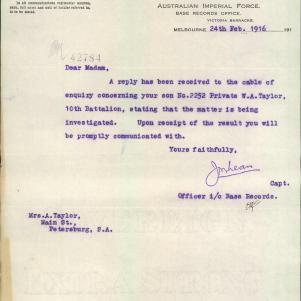 AUSTRALIAN IMPERIAL FORCE.
BASE RECORDS OFFICE,
VICTORIA BARRACKS,
MELBOURNE, 24th Feb. 1916 191
42784
Dear Madam,
A reply has been received to the cable of
enquiry concerning your son No.2252 Private W.A.Taylor,
10th Battalion, stating that the matter is being
investigated. Upon receipt of the result you will
be promptly communicated with.
Yours faithfully,
Capt.
Officer i/c Base Records.
Mrs.A.Taylor,
Main St.,
Petersburg, S.A.